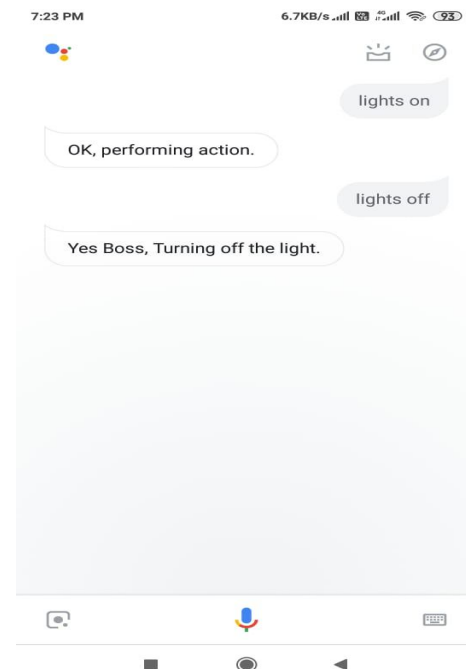 7:23 PM 6.7KB/s 4G 93
lights on
OK, performing action.
lights off
Yes Boss, Turning off the light.